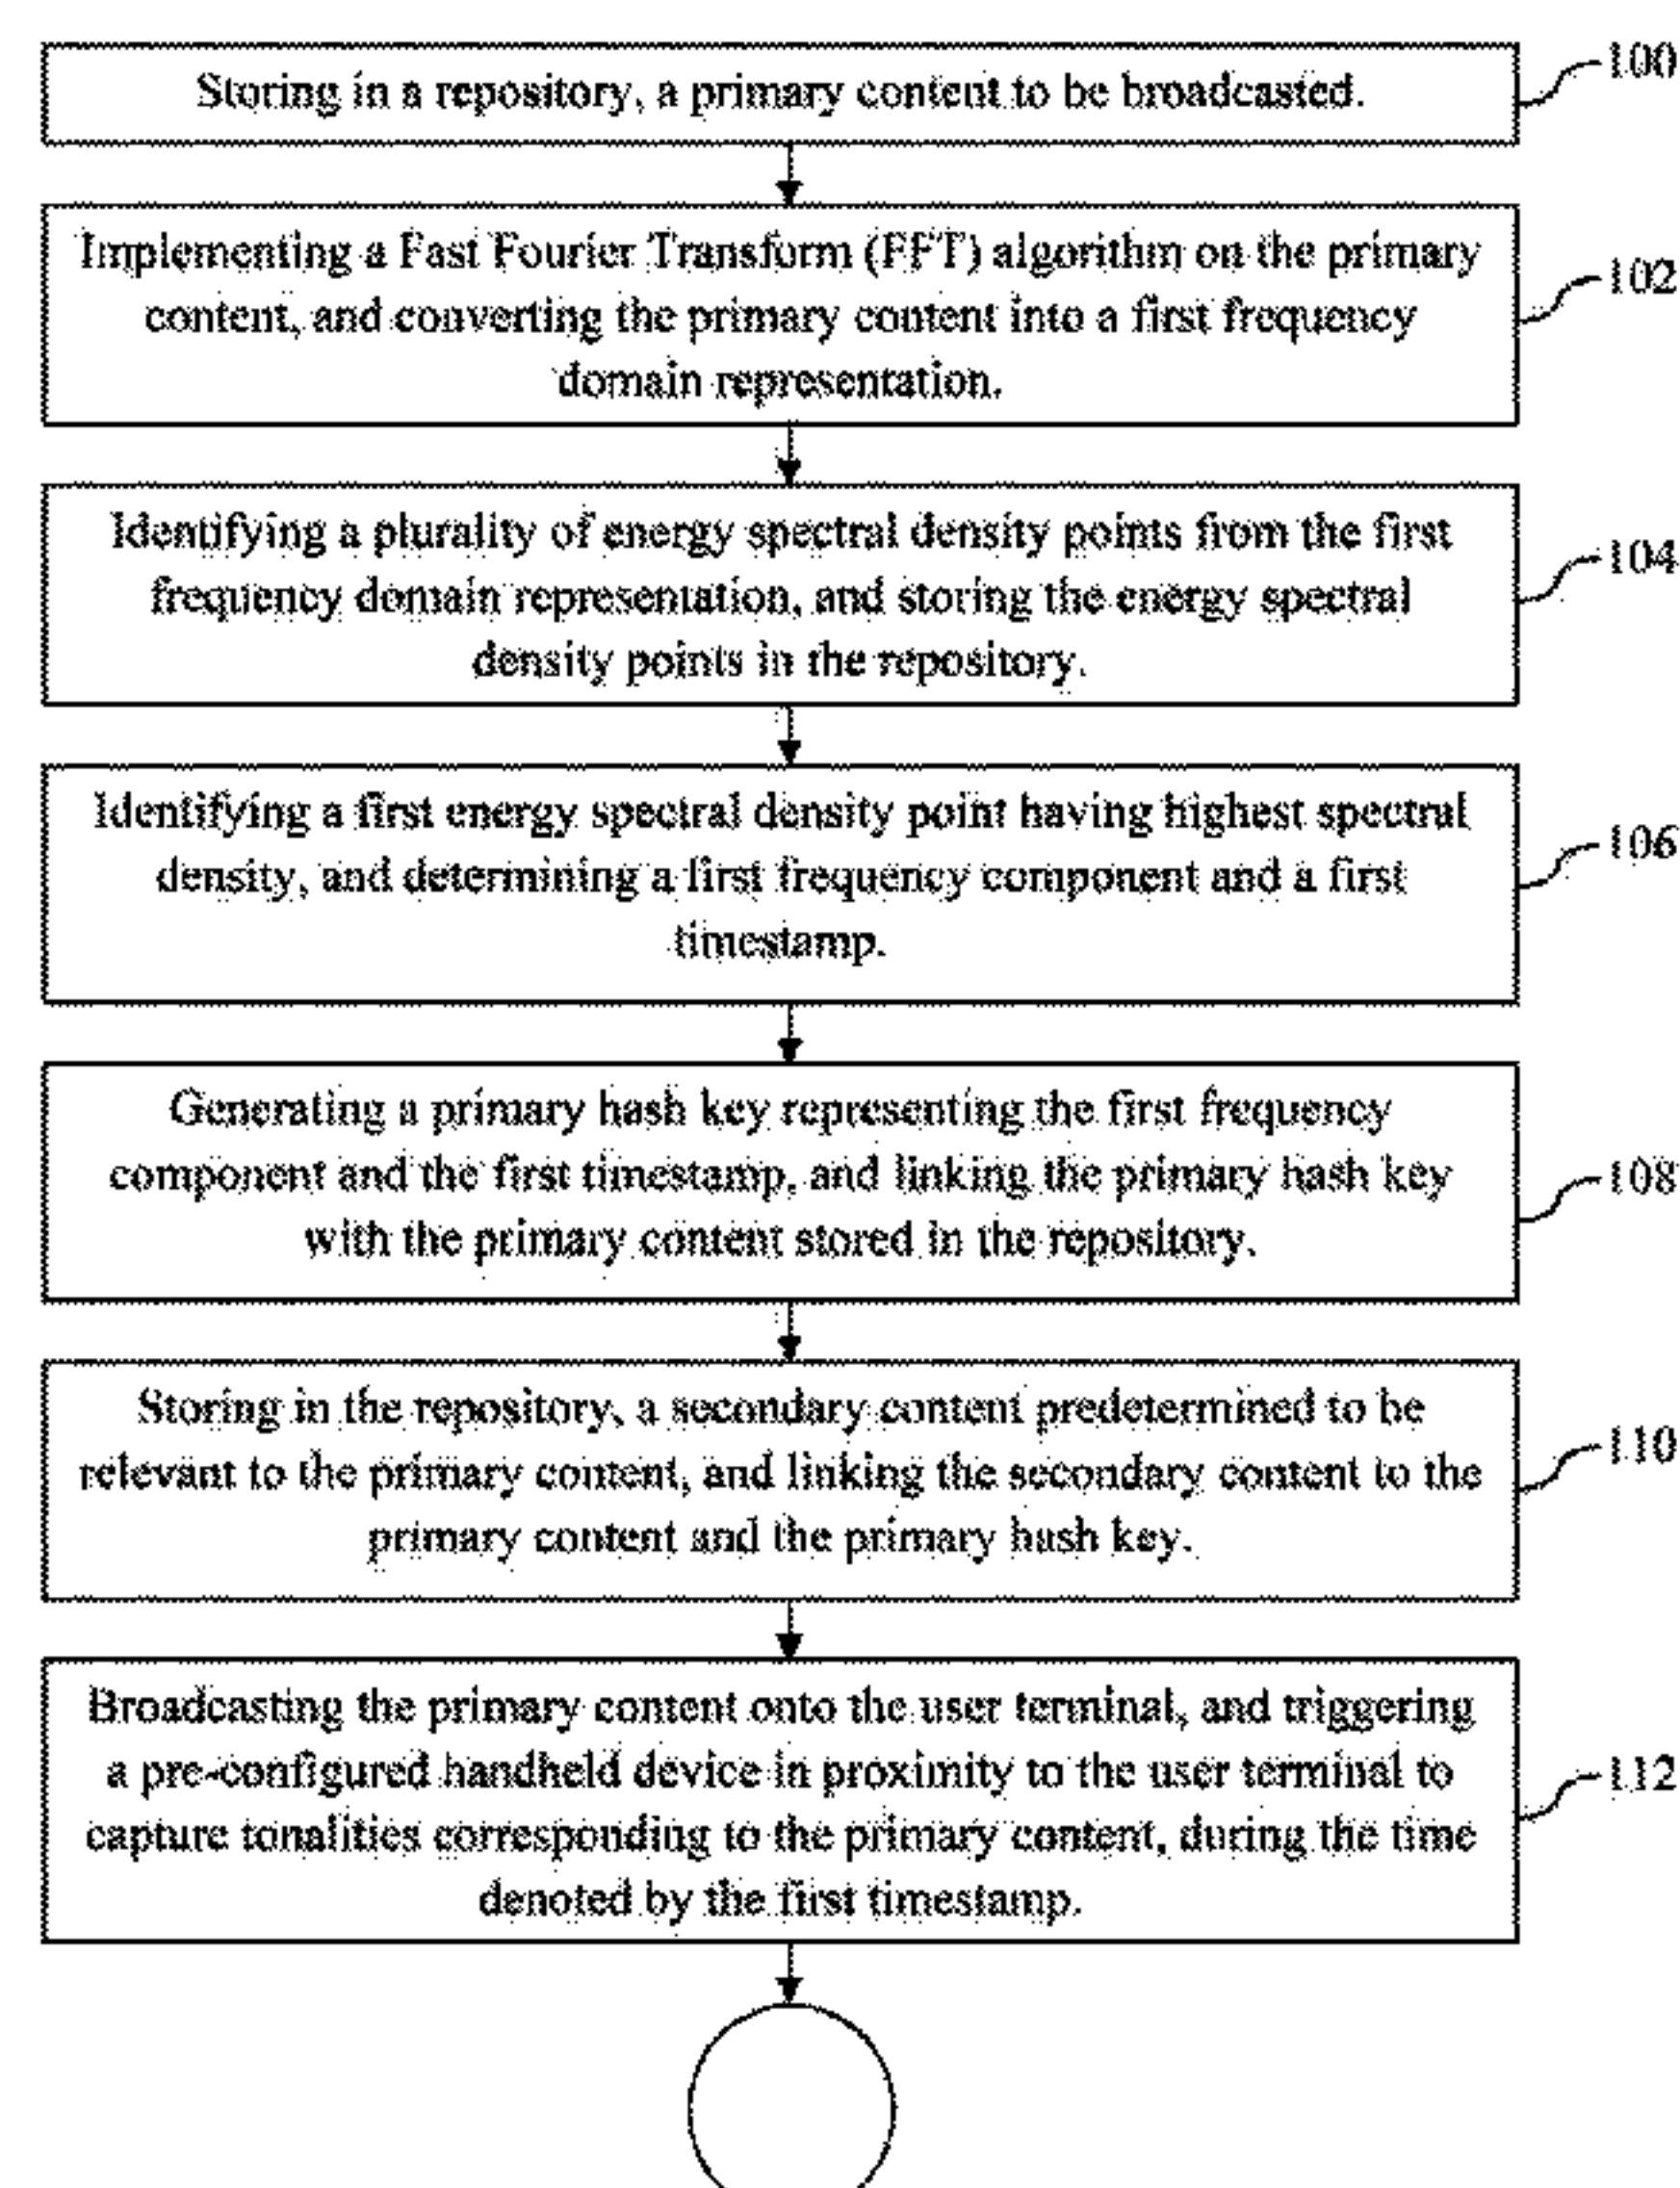 Storing in a repository, a primary content to be broadcasted.
100
Implementing a Fast Fourier Transform (FFT) algorithm on the primary
content, and converting the primary content into a first frequency
domain representation.
102
Identifying a plurality of energy spectral density points from the first
frequency domain representation, and storing the energy spectral
density points in the repository.
104
Identifying a first energy spectral density point having highest spectral
density, and determining a first frequency component and a first
timestamp.
106
Generating a primary hash key representing the first frequency
component and the first timestamp, and linking the primary hash key
with the primary content stored in the repository.
108
Storing in the repository, a secondary content predetermined to be
relevant to the primary content, and linking the secondary content to the
primary content and the primary hash key.
110
Broadcasting the primary content onto the user terminal, and triggering
a pre-configured handheld device in proximity to the user terminal to
capture tonalities corresponding to the primary content, during the time
denoted by the first timestamp.
112